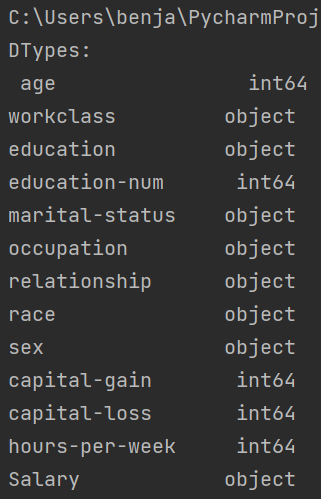 C:\Users\benja\PycharmProj
DTypes:
 age                int64
workclass         object
education         object
education-num      int64
marital-status    object
occupation        object
relationship      object
race              object
sex               object
capital-gain       int64
capital-loss       int64
hours-per-week     int64
Salary            object